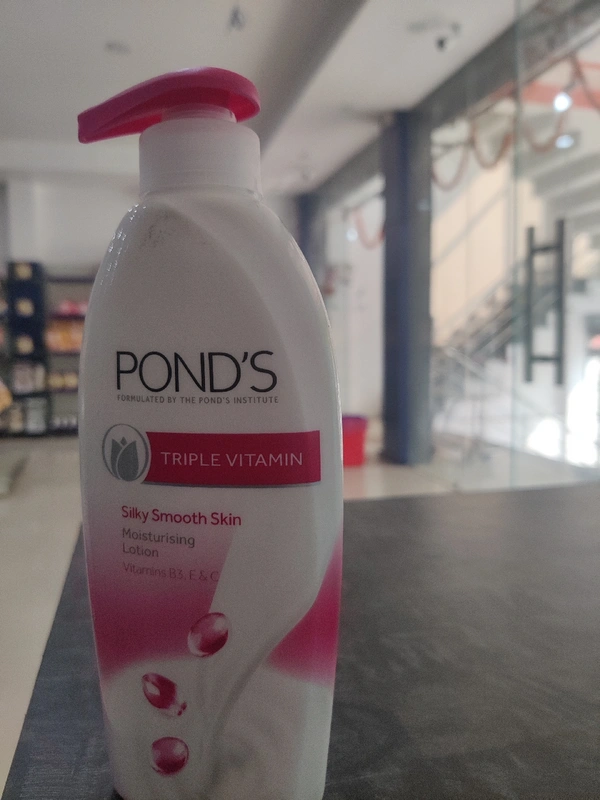 POND'S
FORMULATED BY THE POND'S INSTITUTE
TRIPLE VITAMIN
Silky Smooth Skin
Moisturising
Lotion
Vitamins B3, E & C